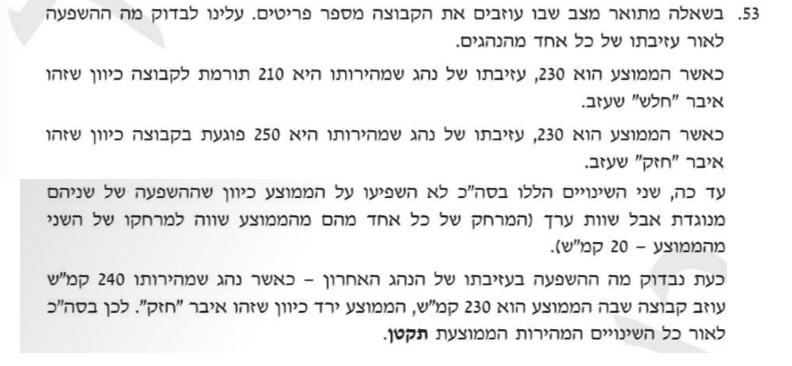 53. בשאלה מתואר מצב שבו עוזבים את הקבוצה מספר פריטים. עלינו לבדוק מה ההשפעה
לאור עזיבתו של כל אחד מהנהגים.
כאשר הממוצע הוא 230, עזיבתו של נהג שמהירותו היא 210 תורמת לקבוצה כיוון שזהו
איבר "חלש" שעזב.
כאשר הממוצע הוא 230, עזיבתו של נהג שמהירותו היא 250 פוגעת בקבוצה כיוון שזהו
איבר "חזק" שעזב.
עד כה, שני השינויים הללו בסה"כ לא השפיעו על הממוצע כיוון שההשפעה של שניהם
מנוגדת אבל שוות ערך (המרחק של כל אחד מהם מהממוצע שווה למרחקו של השני
מהממוצע – 20 קמ"ש).
כעת נבדוק מה ההשפעה בעזיבתו של הנהג האחרון – כאשר נהג שמהירותו 240 קמ"ש
עוזב קבוצה שבה הממוצע הוא 230 קמ"ש, הממוצע ירד כיוון שזהו איבר "חזק". לכן בסה"כ
לאור כל השינויים המהירות הממוצעת תקטן.